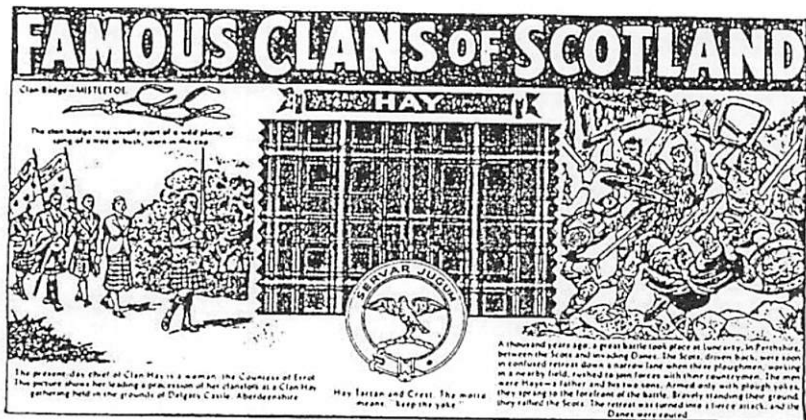 FAMOUS CLANS OF SCOTLAND
Clan Badge — MISTLETOE
The clan badge was usually part of a wild plant, or
sprig of a tree or bush, worn in the cap
HAY
SERVAR JUGUM
The present-day chief of Clan Hay is a woman, the Countess of Errol
This picture shows her leading a procession of her clansfolk as a Clan Hay
gathering held in the grounds of Delgaty Castle, Aberdeenshire
Hay Tartan and Crest. The motto
means, "keep the yoke"
A thousand years ago, a great battle took place at Luncarty, in Perthshire,
between the Scots and invading Danes. The Scots, driven back, were soon
in confused retreat down a narrow lane when three ploughmen, working
in a nearby field, rushed to join forces with their countrymen. The men
were Hays—a father and his two sons. Armed only with plough yokes,
they sprang to the forefront of the battle. Bravely standing their ground,
they rallied the Scots. The retreat was turned into a fierce attack, and the
Danes were routed